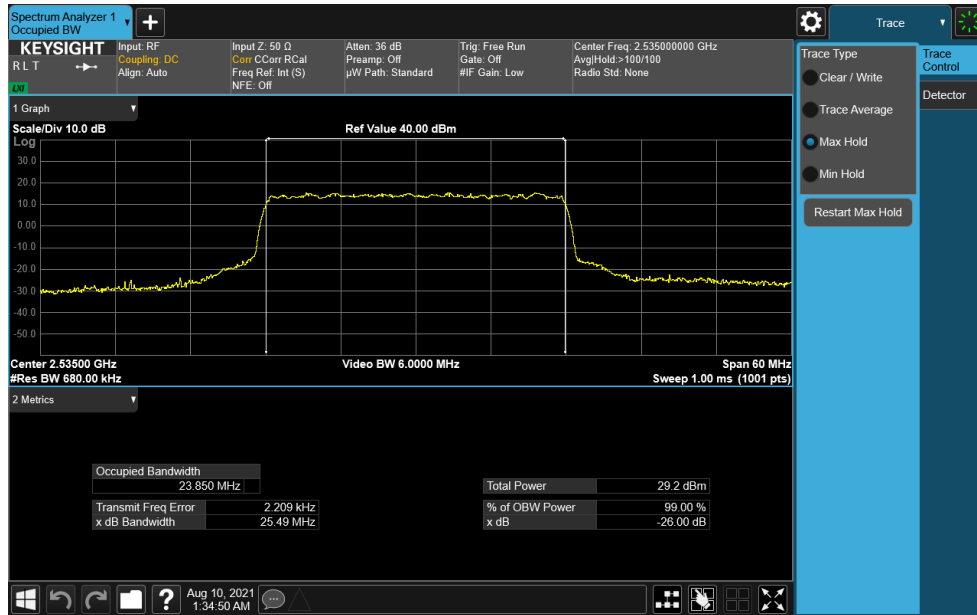 Spectrum Analyzer 1
Occupied BW
Trace
KEYSIGHT
R L T
LXI
Input: RF
Coupling: DC
Align: Auto
Input Z: 50 Ω
Corr CCorr RCal
Freq Ref: Int (S)
NFE: Off
Atten: 36 dB
Preamp: Off
µW Path: Standard
Trig: Free Run
Gate: Off
#IF Gain: Low
Center Freq: 2.535000000 GHz
Avg|Hold:>100/100
Radio Std: None
Trace Type
Clear / Write
Trace Average
Max Hold
Min Hold
Restart Max Hold
Trace
Control
Detector
1 Graph
Scale/Div 10.0 dB
Ref Value 40.00 dBm
Log
30.0
20.0
10.0
0.00
-10.0
-20.0
-30.0
-40.0
-50.0
Center 2.53500 GHz
Video BW 6.0000 MHz
Span 60 MHz
#Res BW 680.00 kHz
Sweep 1.00 ms (1001 pts)
2 Metrics
Occupied Bandwidth
23.850 MHz
Total Power 29.2 dBm
Transmit Freq Error 2.209 kHz
% of OBW Power 99.00 %
x dB Bandwidth 25.49 MHz
x dB -26.00 dB
?
Aug 10, 2021
1:34:50 AM